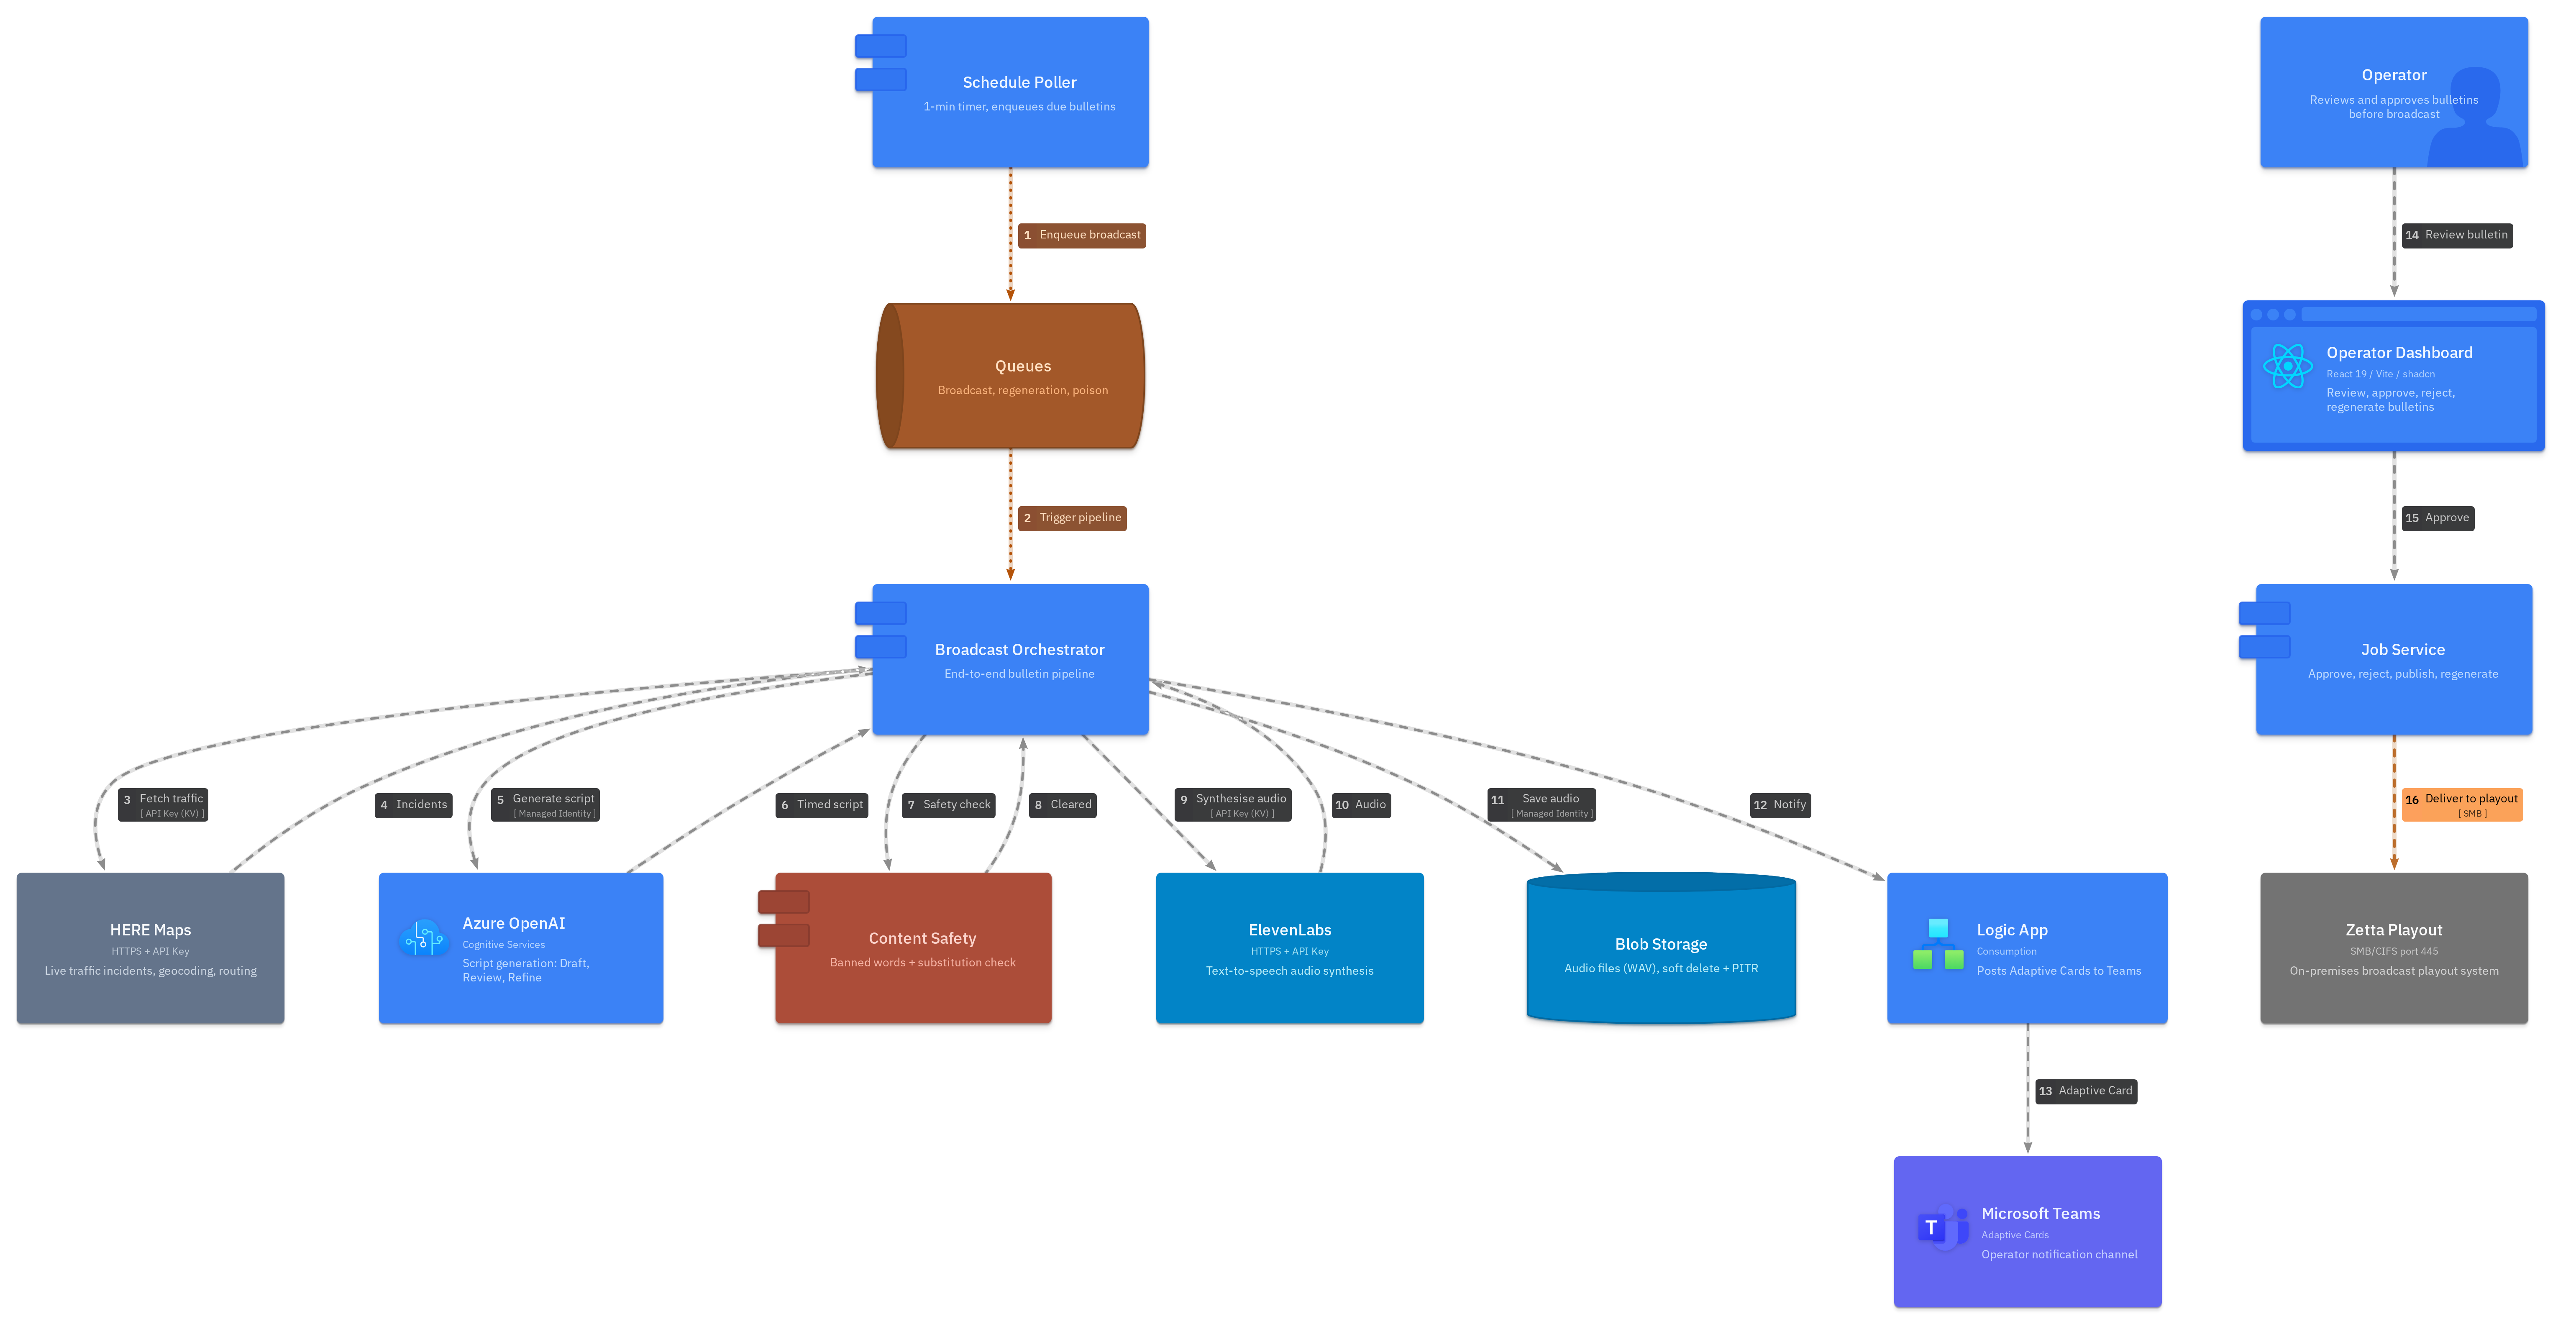 Schedule Poller
1-min timer, enqueues due bulletins
Operator
Reviews and approves bulletins
before broadcast
1 Enqueue broadcast
14 Review bulletin
Queues
Broadcast, regeneration, poison
Operator Dashboard
React 19 / Vite / shadcn
Review, approve, reject,
regenerate bulletins
2 Trigger pipeline
15 Approve
Broadcast Orchestrator
End-to-end bulletin pipeline
Job Service
Approve, reject, publish, regenerate
3 Fetch traffic
[ API Key (KV) ]
4 Incidents
5 Generate script
[ Managed Identity ]
6 Timed script
7 Safety check
8 Cleared
9 Synthesise audio
[ API Key (KV) ]
10 Audio
11 Save audio
[ Managed Identity ]
12 Notify
16 Deliver to playout
[ SMB ]
HERE Maps
HTTPS + API Key
Live traffic incidents, geocoding, routing
Azure OpenAI
Cognitive Services
Script generation: Draft,
Review, Refine
Content Safety
Banned words + substitution check
ElevenLabs
HTTPS + API Key
Text-to-speech audio synthesis
Blob Storage
Audio files (WAV), soft delete + PITR
Logic App
Consumption
Posts Adaptive Cards to Teams
Zetta Playout
SMB/CIFS port 445
On-premises broadcast playout system
13 Adaptive Card
T
Microsoft Teams
Adaptive Cards
Operator notification channel